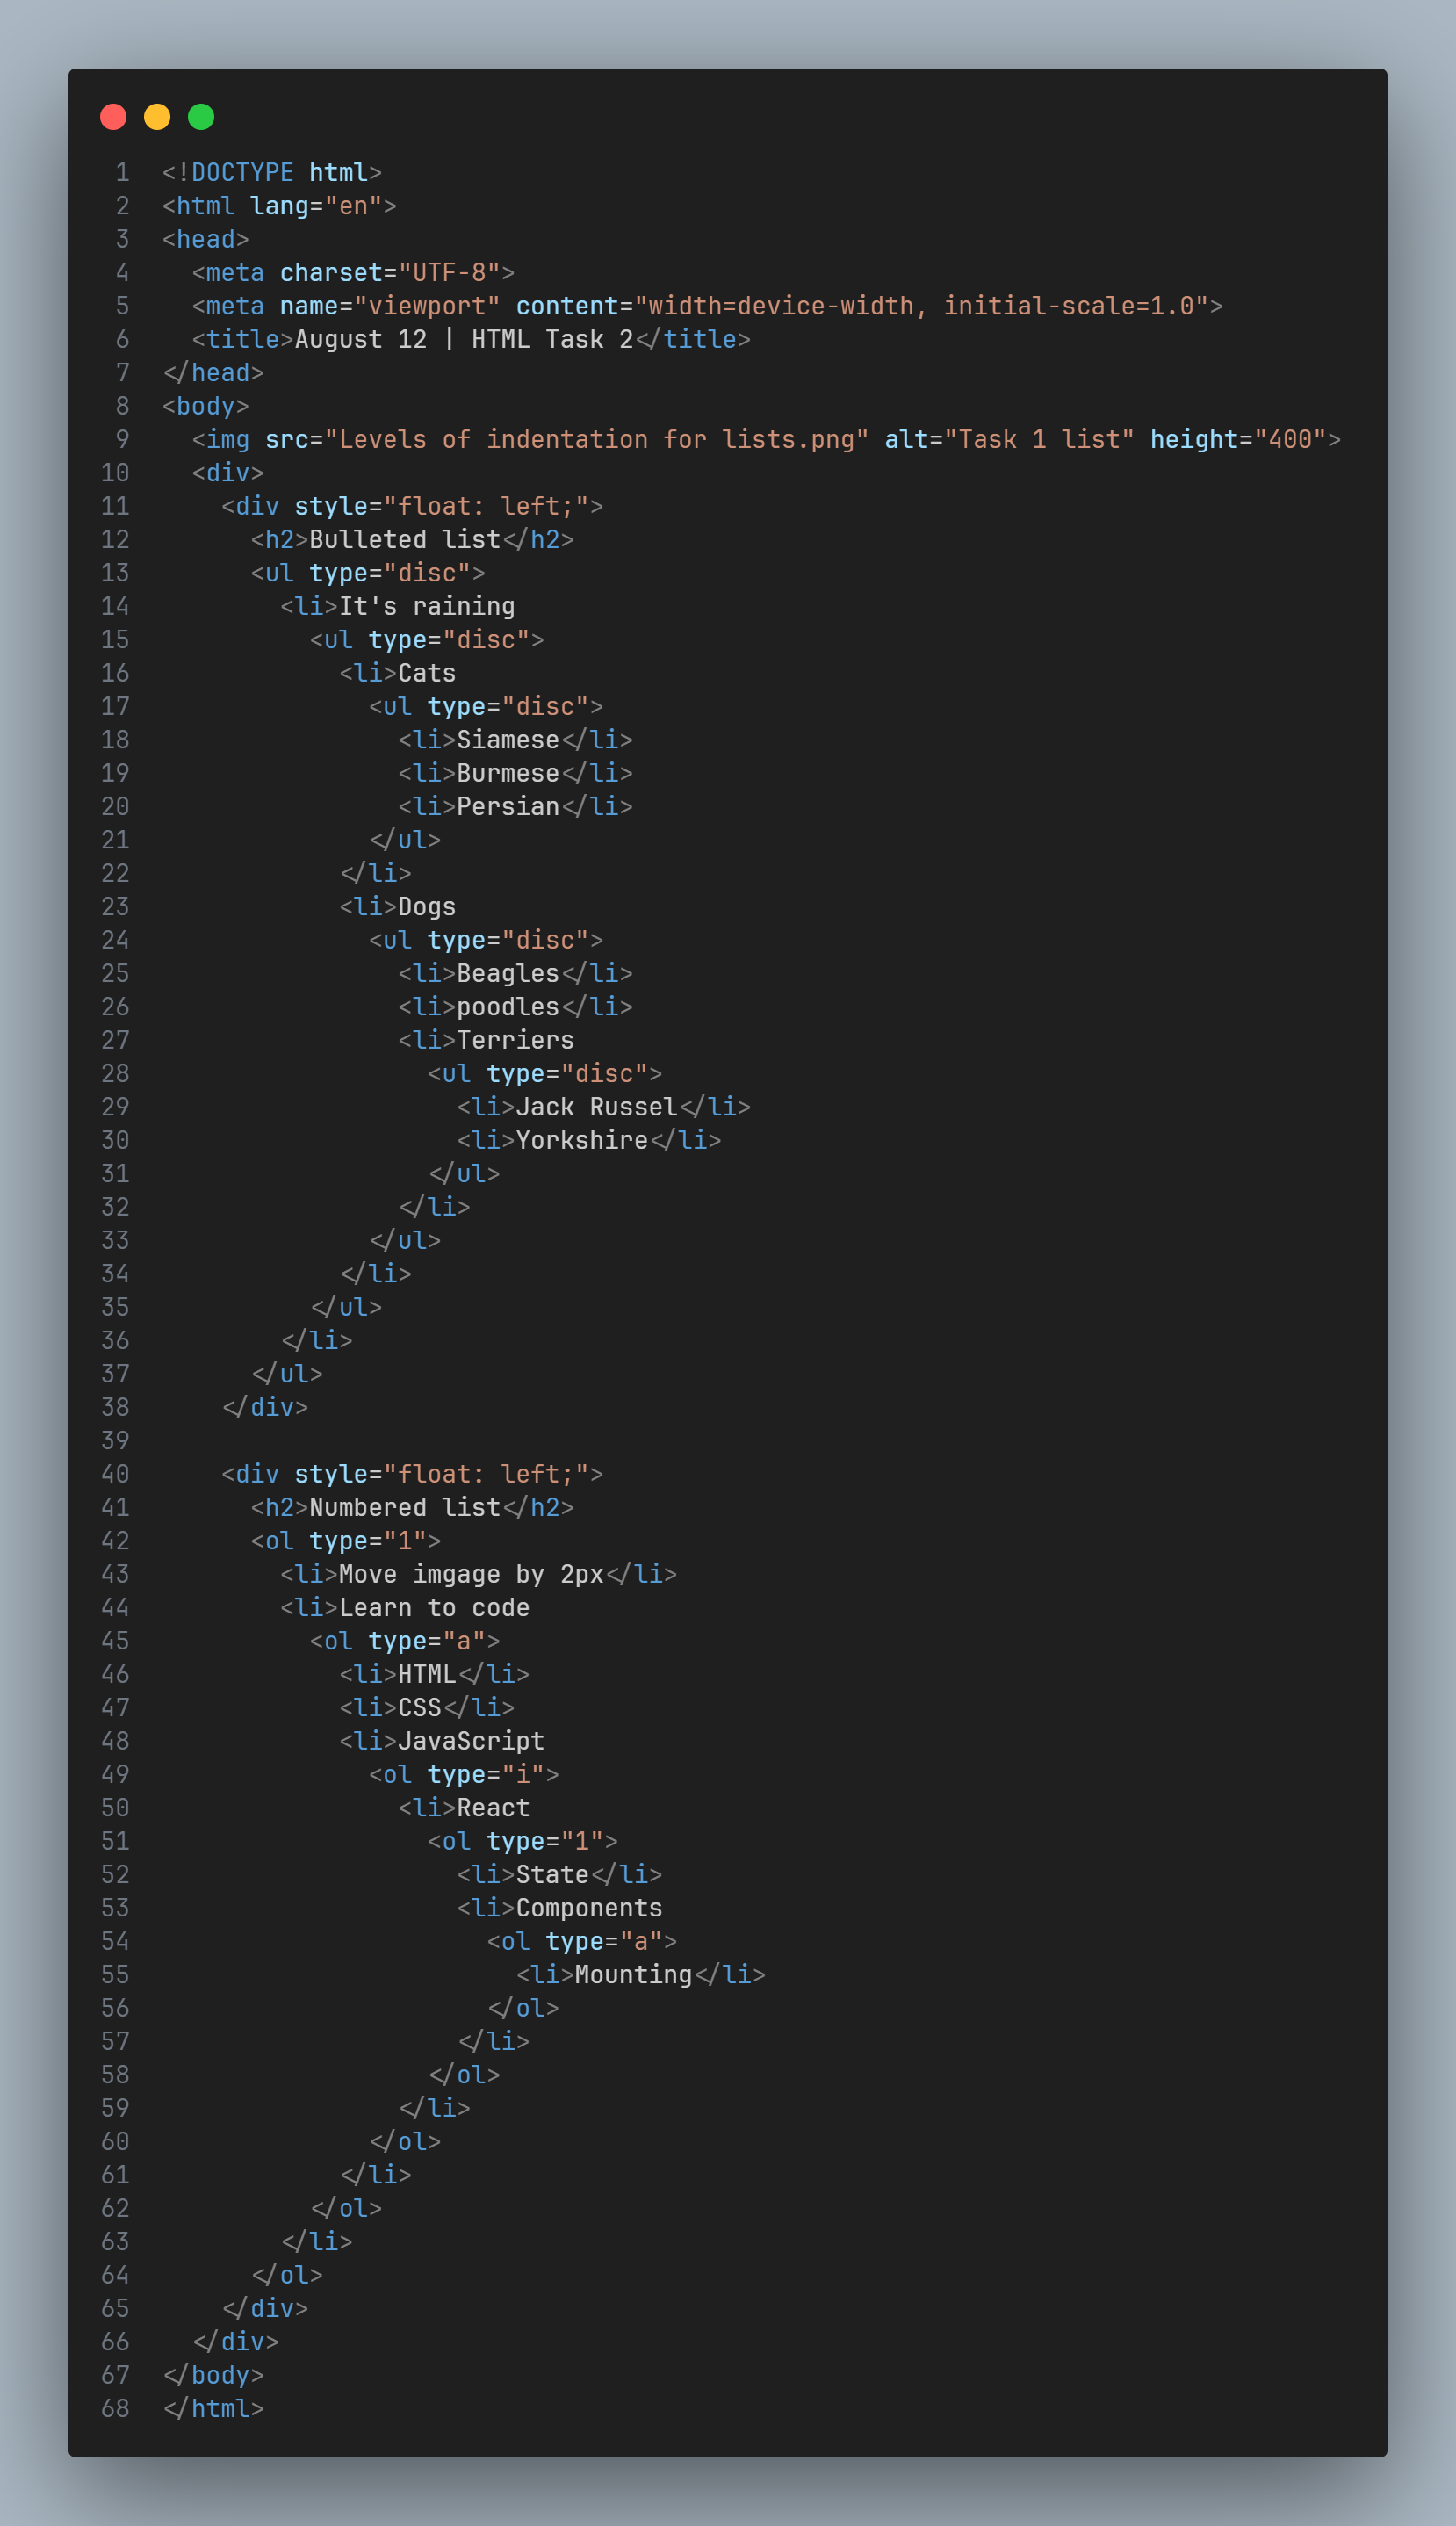 1 <!DOCTYPE html>
2 <html lang="en">
3 <head>
4   <meta charset="UTF-8">
5   <meta name="viewport" content="width=device-width, initial-scale=1.0">
6   <title>August 12 | HTML Task 2</title>
7 </head>
8 <body>
9   <img src="Levels of indentation for lists.png" alt="Task 1 list" height="400">
10   <div>
11     <div style="float: left;">
12       <h2>Bulleted list</h2>
13       <ul type="disc">
14         <li>It's raining
15           <ul type="disc">
16             <li>Cats
17               <ul type="disc">
18                 <li>Siamese</li>
19                 <li>Burmese</li>
20                 <li>Persian</li>
21               </ul>
22             </li>
23             <li>Dogs
24               <ul type="disc">
25                 <li>Beagles</li>
26                 <li>poodles</li>
27                 <li>Terriers
28                   <ul type="disc">
29                     <li>Jack Russel</li>
30                     <li>Yorkshire</li>
31                   </ul>
32                 </li>
33               </ul>
34             </li>
35           </ul>
36         </li>
37       </ul>
38     </div>
39
40     <div style="float: left;">
41       <h2>Numbered list</h2>
42       <ol type="1">
43         <li>Move imgage by 2px</li>
44         <li>Learn to code
45           <ol type="a">
46             <li>HTML</li>
47             <li>CSS</li>
48             <li>JavaScript
49               <ol type="i">
50                 <li>React
51                   <ol type="1">
52                     <li>State</li>
53                     <li>Components
54                       <ol type="a">
55                         <li>Mounting</li>
56                       </ol>
57                     </li>
58                   </ol>
59                 </li>
60               </ol>
61             </li>
62           </ol>
63         </li>
64       </ol>
65     </div>
66   </div>
67 </body>
68 </html>